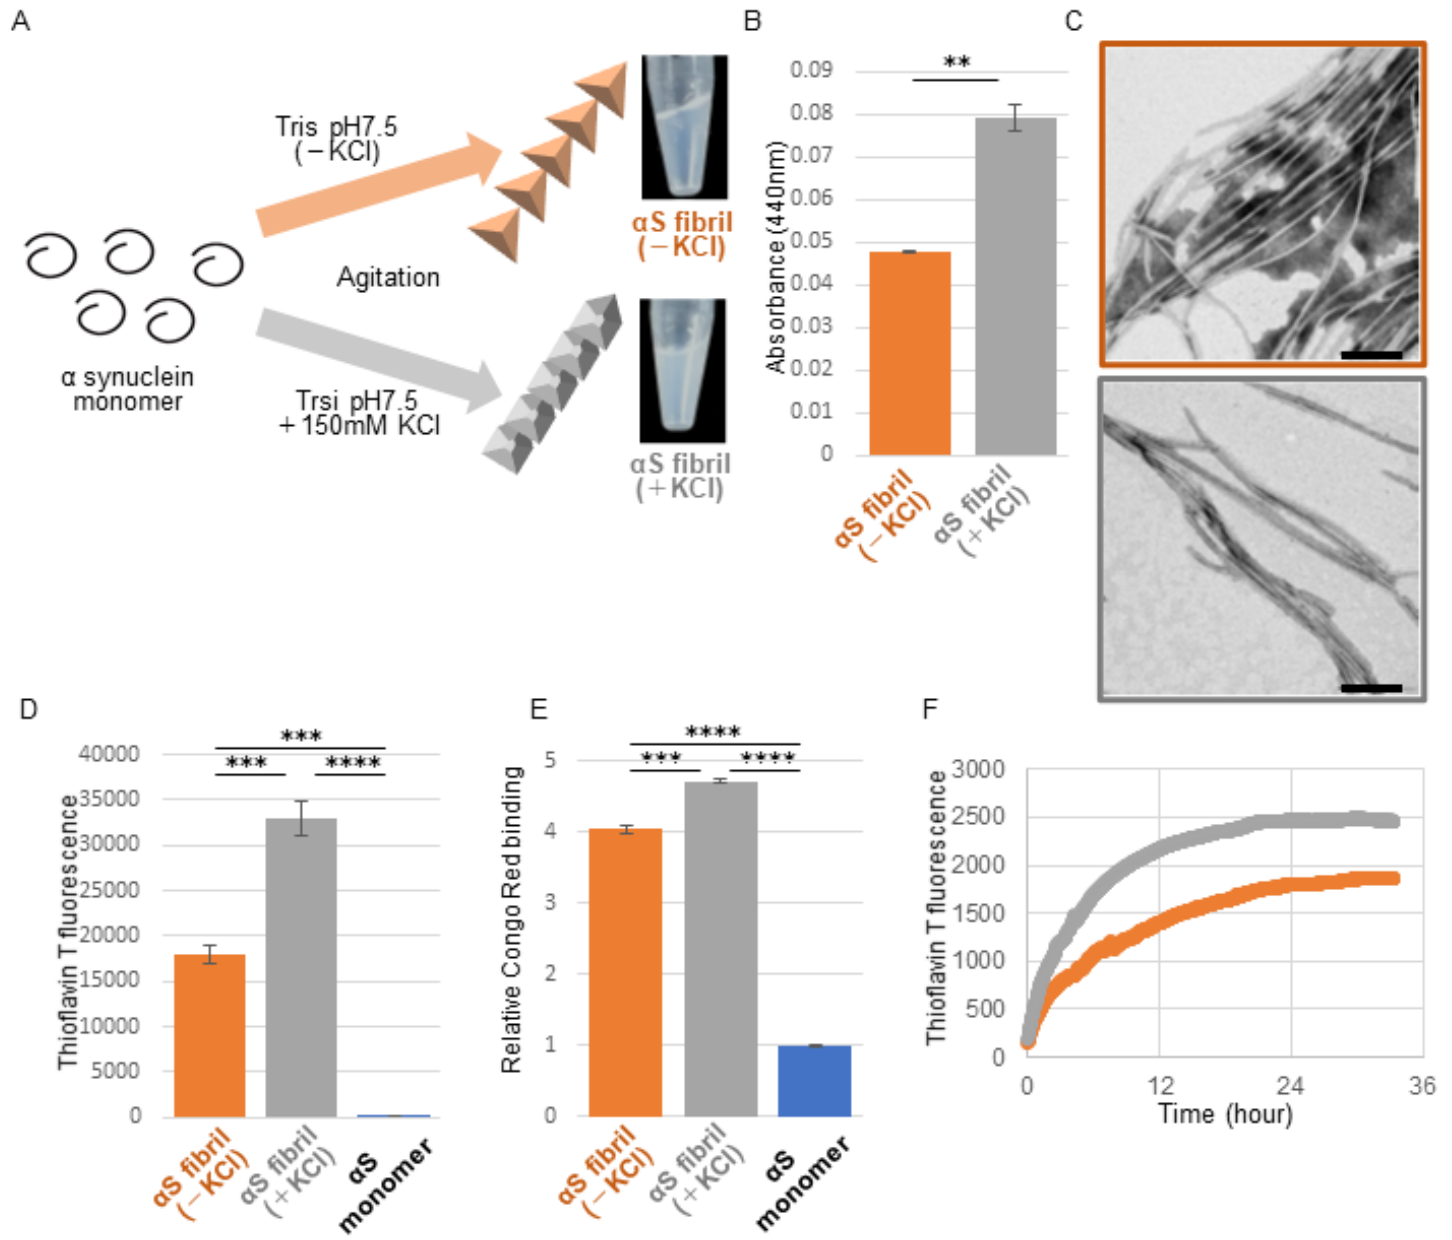 A
Tris pH7.5
(−KCl)
Agitation
α synuclein
monomer
Trsi pH7.5
+150mM KCl
αS fibril
(−KCl)
αS fibril
(+KCl)
B
**
Absorbance (440nm)
0.09
0.08
0.07
0.06
0.05
0.04
0.03
0.02
0.01
0
αS fibril
(−KCl)
αS fibril
(+KCl)
C
D
***
***
****
Thioflavin T fluorescence
40000
35000
30000
25000
20000
15000
10000
5000
0
αS fibril
(−KCl)
αS fibril
(+KCl)
αS
monomer
E
****
***
****
Relative Congo Red binding
5
4
3
2
1
0
αS fibril
(−KCl)
αS fibril
(+KCl)
αS
monomer
F
Thioflavin T fluorescence
3000
2500
2000
1500
1000
500
0
0 12 24 36
Time (hour)